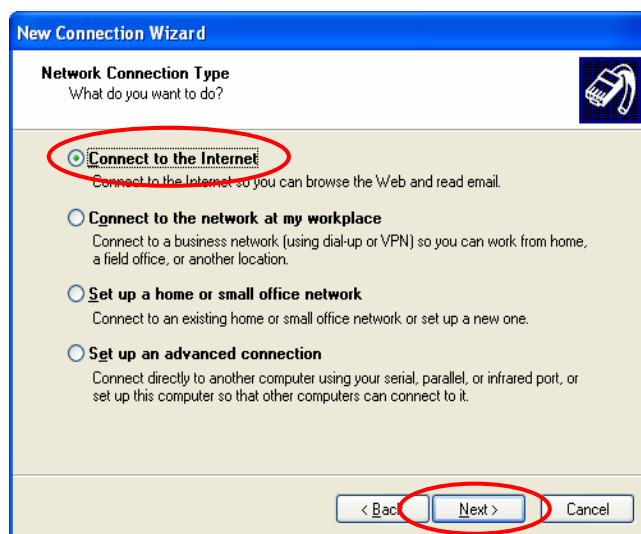 New Connection Wizard
Network Connection Type
What do you want to do?
Connect to the Internet
Connect to the Internet so you can browse the Web and read email.
Connect to the network at my workplace
Connect to a business network (using dial-up or VPN) so you can work from home,
a field office, or another location.
Set up a home or small office network
Connect to an existing home or small office network or set up a new one.
Set up an advanced connection
Connect directly to another computer using your serial, parallel, or infrared port, or
set up this computer so that other computers can connect to it.
< Back Next > Cancel